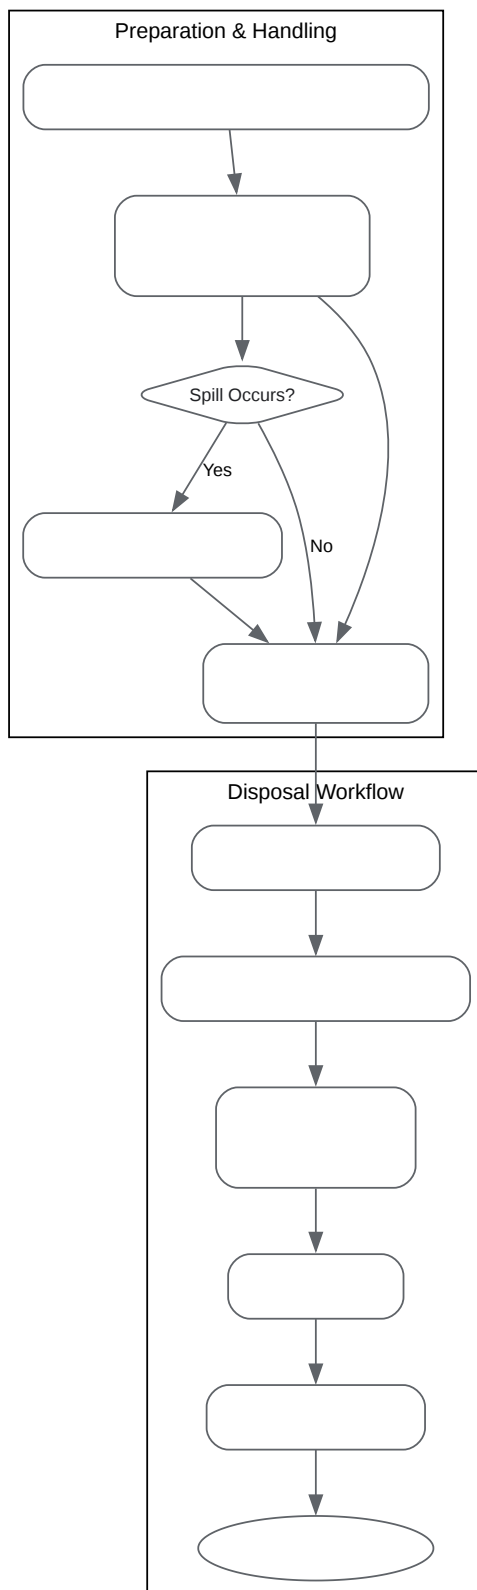 Preparation & Handling
Spill Occurs?
Yes
No
Disposal Workflow